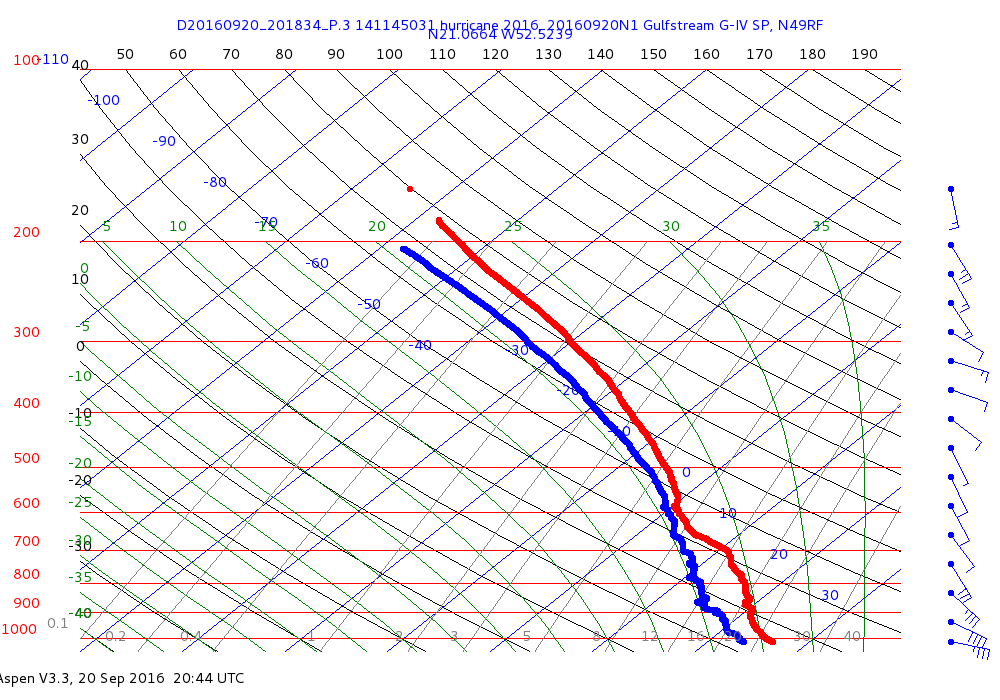 D20160920_201834_P.3 141145031 hurricane 2016, 20160920N1 Gulfstream G-IV SP, N49RF
N21.0664 W52.5239
50 60 70 80 90 100 110 120 130 140 150 160 170 180 190
100 -110 40
-100
30 -90
-80
20
-70
200 5 10 15 20 25 30 35
-60
0
10
-50
-5
300
0 -40 -30
-10
-20
400 -10
-15
-10
500 -20 0
-20
600 -25 10
700 -30
-30 20
800 -35
30
900 -40
-40
1000 0.1
0.2 0.4 1 2 3 5 8 12 16 20 30 40
Aspen V3.3, 20 Sep 2016 20:44 UTC